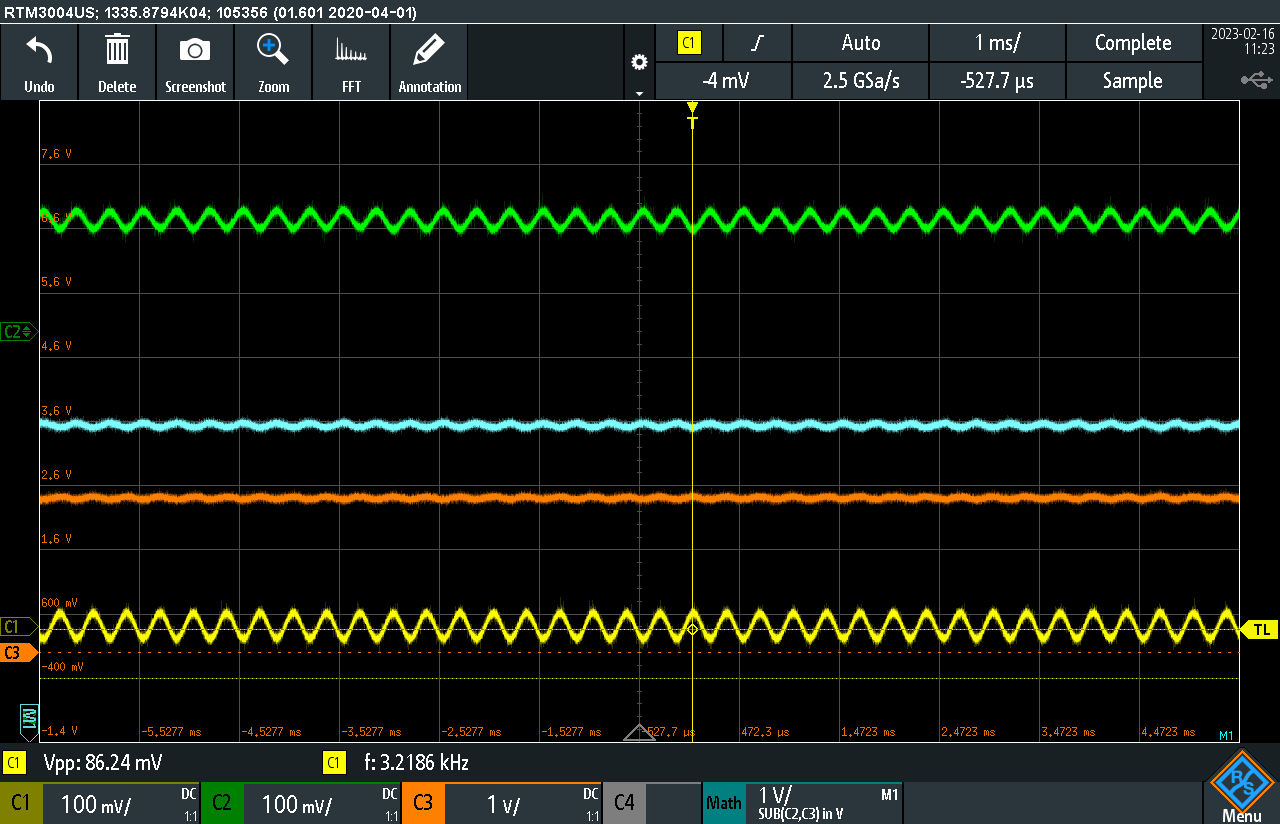 RTM3004US; 1335.8794K04; 105356 (01.601 2020-04-01)
Undo
Delete
Screenshot
Zoom
FFT
Annotation
C1
Auto
1 ms/
Complete
-4 mV
2.5 GSa/s
-527.7 µs
Sample
2023-02-16
11:23
T
7.6 V
6.6 V
5.6 V
C2
4.6 V
3.6 V
2.6 V
1.6 V
600 mV
C1
TL
C3
-400 mV
M1
-1.4 V
-5.5277 ms
-4.5277 ms
-3.5277 ms
-2.5277 ms
-1.5277 ms
-527.7 µs
472.3 µs
1.4723 ms
2.4723 ms
3.4723 ms
4.4723 ms
M1
C1
Vpp: 86.24 mV
C1
f: 3.2186 kHz
C1
100 mV/
DC
1:1
C2
100 mV/
DC
1:1
C3
1 V/
DC
1:1
C4
Math
1 V/
M1
SUB(C2,C3) in V
R&S
Menu